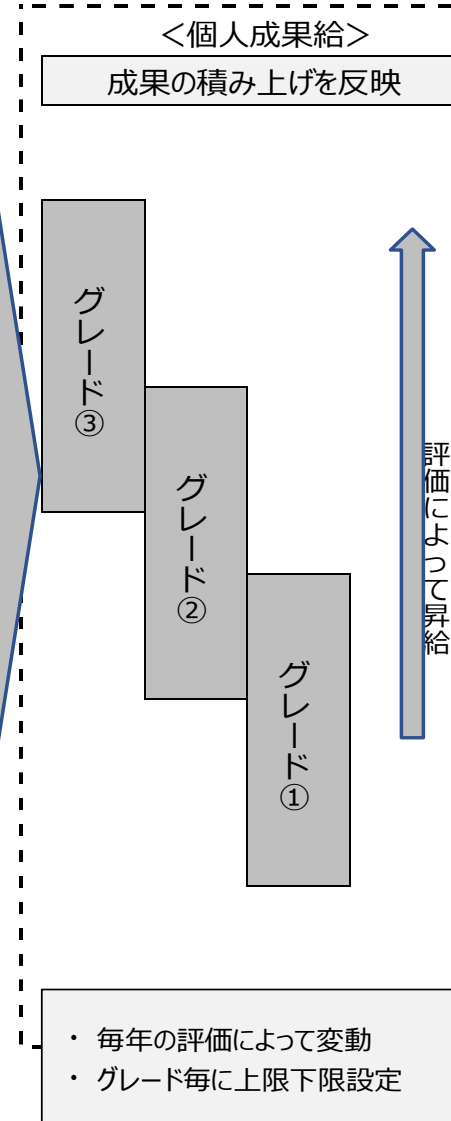 ＜個人成果給＞
成果の積み上げを反映
グレード③
グレード②
グレード①
評価によって昇給
・ 毎年の評価によって変動
・ グレード毎に上限下限設定